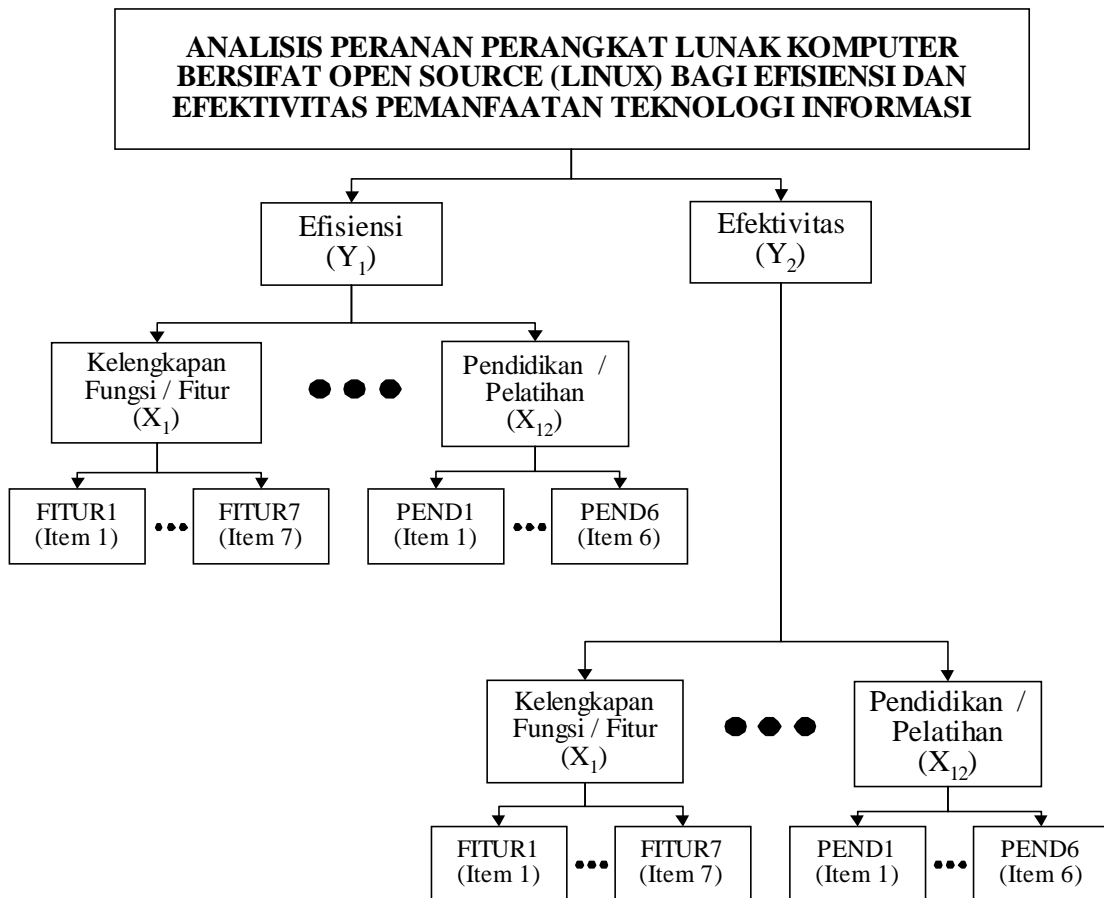 ANALISIS PERANAN PERANGKAT LUNAK KOMPUTER
BERSIFAT OPEN SOURCE (LINUX) BAGI EFISIENSI DAN
EFEKTIVITAS PEMANFAATAN TEKNOLOGI INFORMASI
Efisiensi
(Y₁)
Efektivitas
(Y₂)
Kelengkapan
Fungsi / Fitur
(X₁)
Pendidikan /
Pelatihan
(X₁₂)
FITUR1
(Item 1)
FITUR7
(Item 7)
PEND1
(Item 1)
PEND6
(Item 6)
Kelengkapan
Fungsi / Fitur
(X₁)
Pendidikan /
Pelatihan
(X₁₂)
FITUR1
(Item 1)
FITUR7
(Item 7)
PEND1
(Item 1)
PEND6
(Item 6)